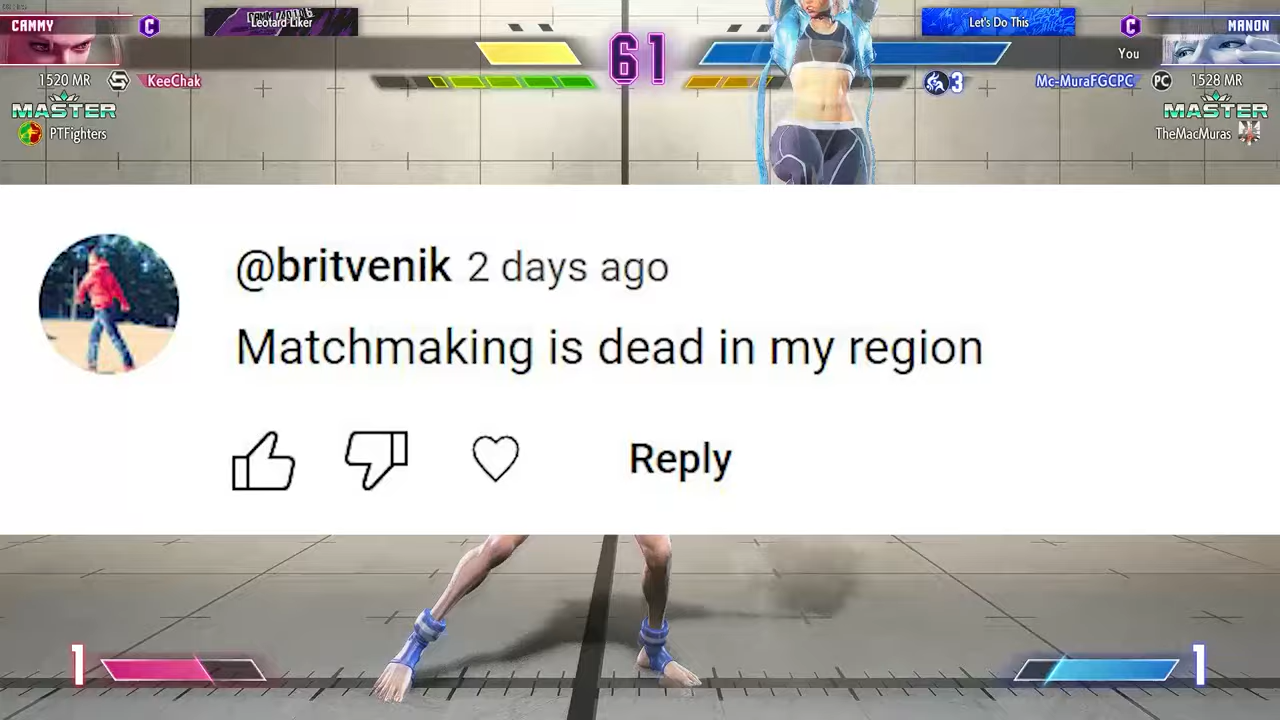 CAMMY
C
Leotard Liker
61
Let's Do This
C
MANON
You
1520 MR
KeeChak
3
Mc-MuraFGCPC
PC
1528 MR
MASTER
MASTER
PTFighters
TheMacMuras
@britvenik 2 days ago
Matchmaking is dead in my region
Reply
1
1